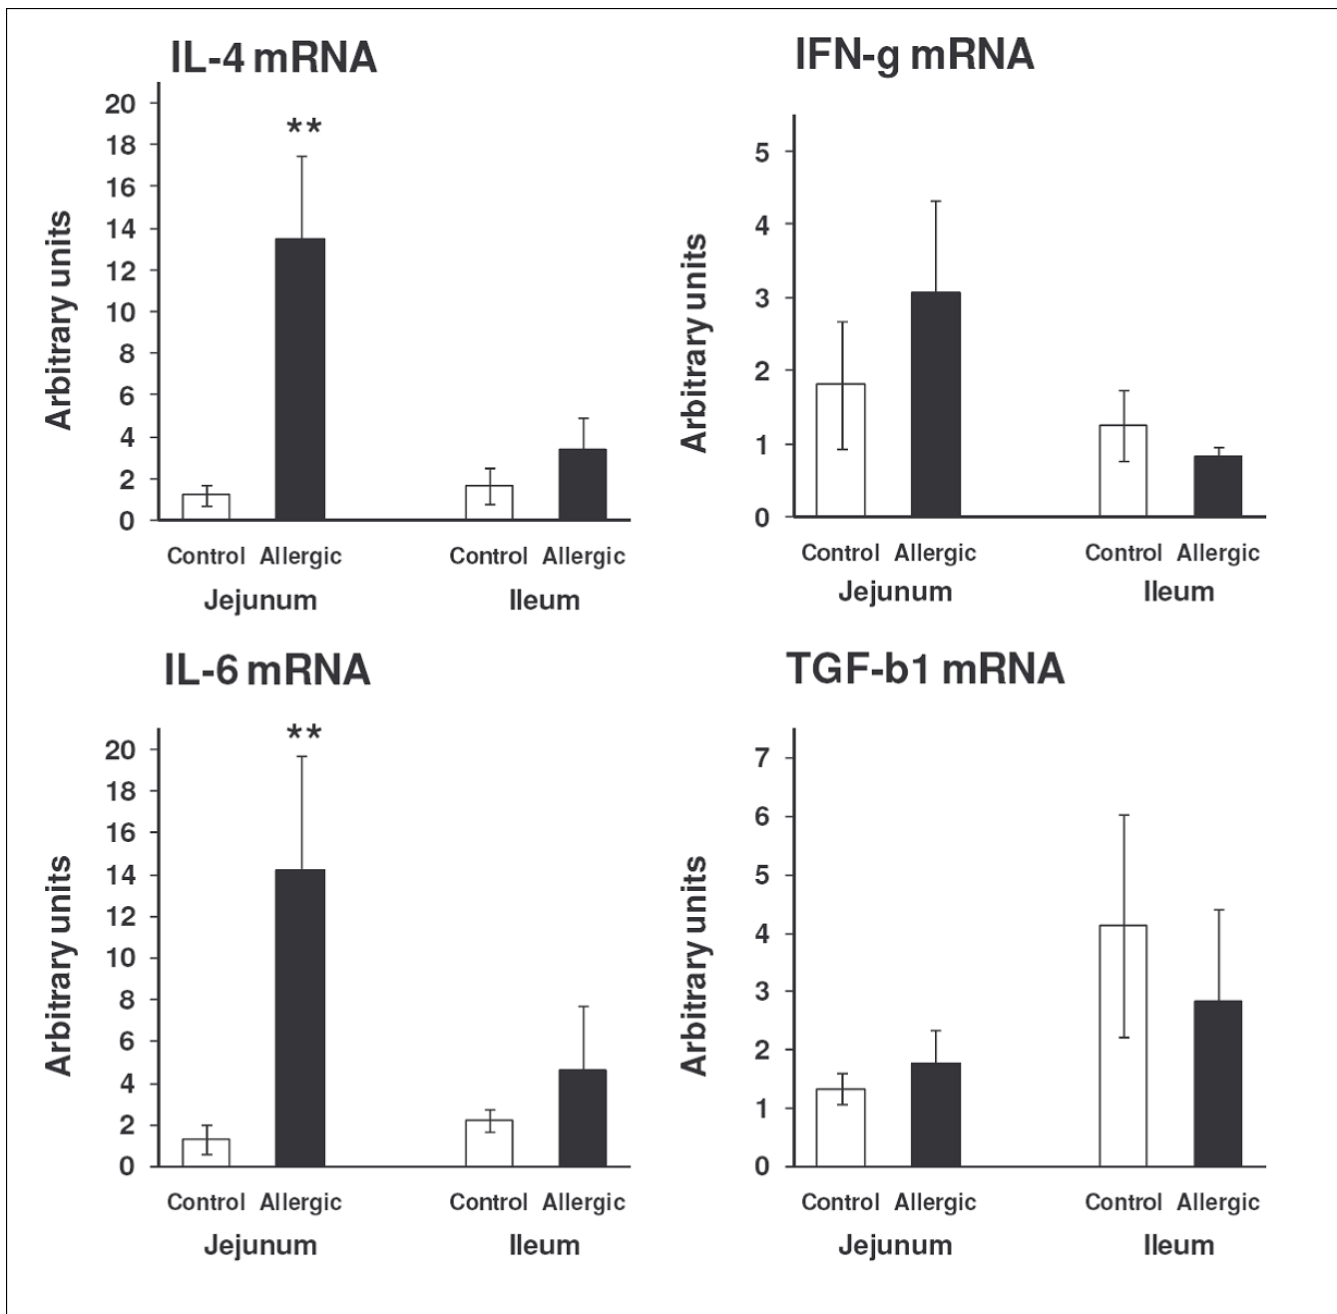 IL-4 mRNA
**
20
18
16
14
12
10
8
6
4
2
0
Arbitrary units
Control Allergic Control Allergic
Jejunum Ileum
IFN-g mRNA
5
4
3
2
1
0
Arbitrary units
Control Allergic Control Allergic
Jejunum Ileum
IL-6 mRNA
**
20
18
16
14
12
10
8
6
4
2
0
Arbitrary units
Control Allergic Control Allergic
Jejunum Ileum
TGF-b1 mRNA
7
6
5
4
3
2
1
0
Arbitrary units
Control Allergic Control Allergic
Jejunum Ileum